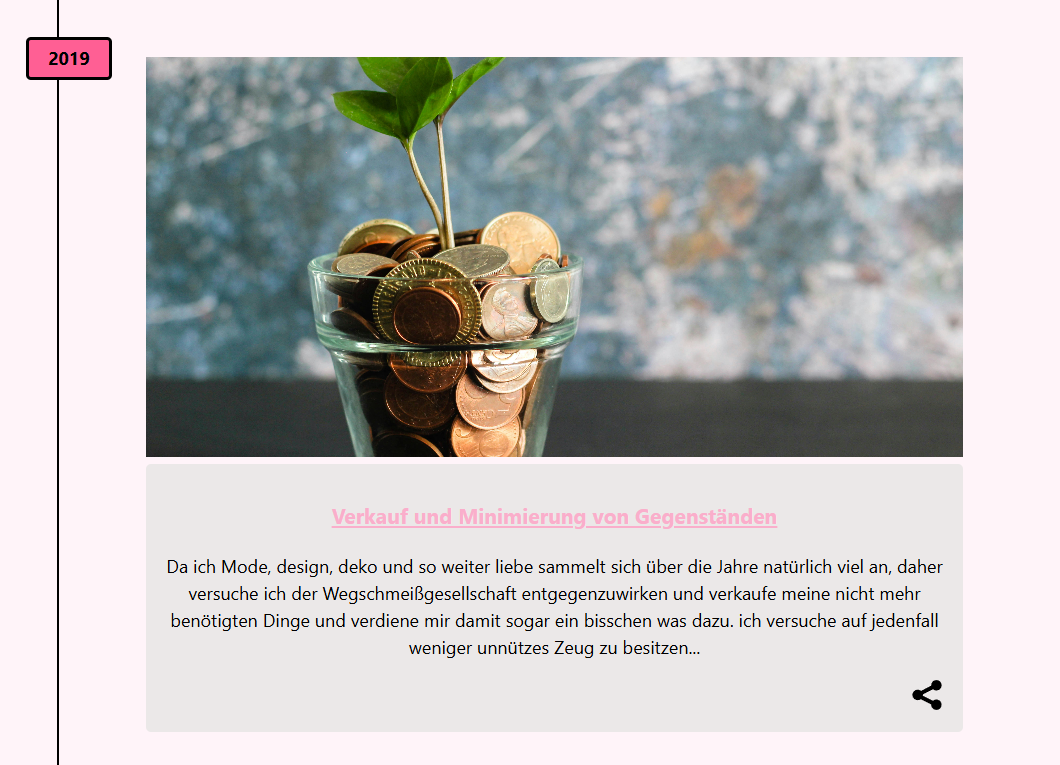 2019
Verkauf und Minimierung von Gegenständen
Da ich Mode, design, deko und so weiter liebe sammelt sich über die Jahre natürlich viel an, daher
versuche ich der Wegschmeißgesellschaft entgegenzuwirken und verkaufe meine nicht mehr
benötigten Dinge und verdiene mir damit sogar ein bisschen was dazu. ich versuche auf jedenfall
weniger unnützes Zeug zu besitzen...